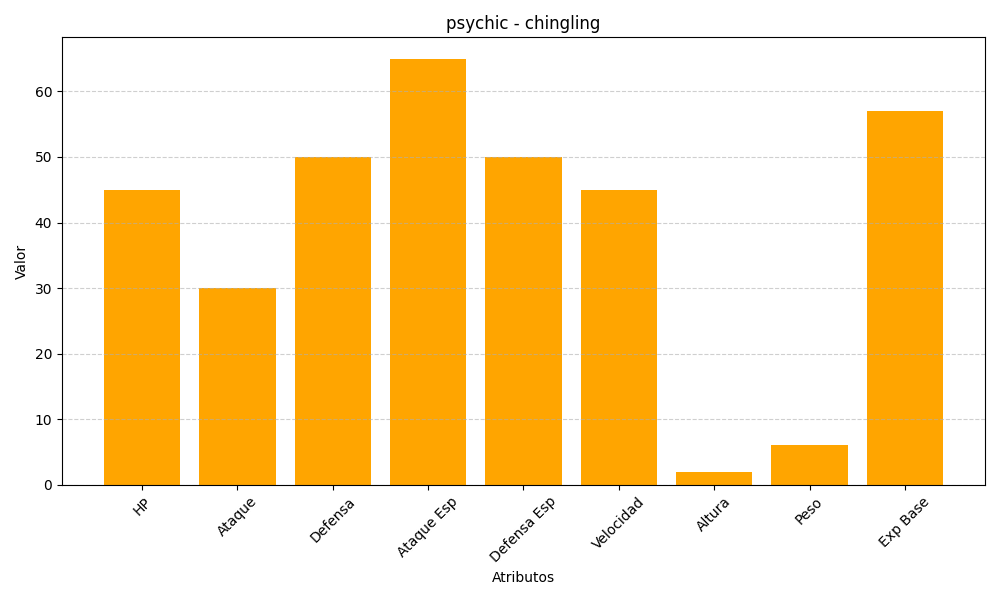 psychic - chingling
Valor
60
50
40
30
20
10
0
HP
Ataque
Defensa
Ataque Esp
Defensa Esp
Velocidad
Altura
Peso
Exp Base
Atributos